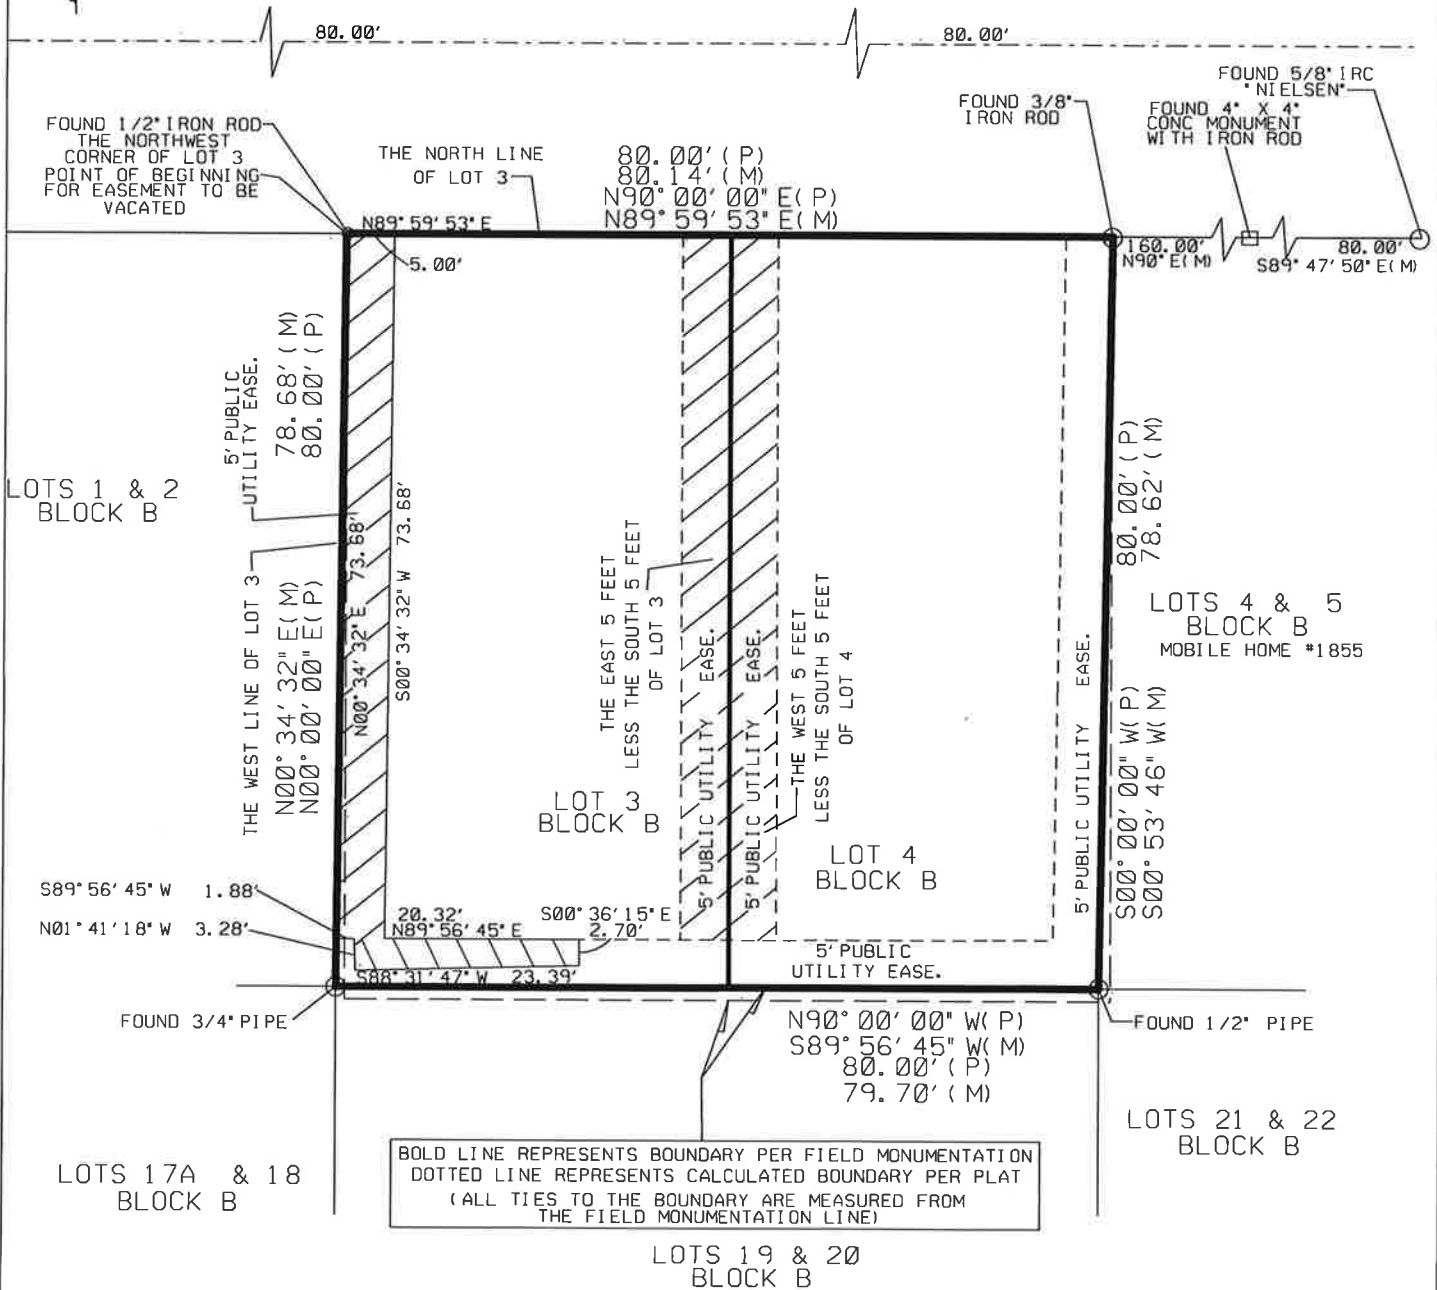 80.00'
80.00'
FOUND 5/8" IRC
"NIELSEN"
FOUND 3/8"
IRON ROD
FOUND 4" X 4"
CONC MONUMENT
WITH IRON ROD
FOUND 1/2" IRON ROD
THE NORTHWEST
CORNER OF LOT 3
POINT OF BEGINNING
FOR EASEMENT TO BE
VACATED
THE NORTH LINE
OF LOT 3
80.00' (P)
80.14' (M)
N90°00'00" E(P)
N89°59'53" E(M)
N89°59'53" E
5.00'
160.00'
N90°E(M)
80.00'
S89°47'50" E(M)
5' PUBLIC
UTILITY EASE.
78.68' (M)
80.00' (P)
LOTS 1 & 2
BLOCK B
THE WEST LINE OF LOT 3
N00°34'32" E(M)
N00°00'00" E(P)
N00°34'32" E 73.68'
S00°34'32" W 73.68'
THE EAST 5 FEET
LESS THE SOUTH 5 FEET
OF LOT 3
5' PUBLIC UTILITY EASE.
5' PUBLIC UTILITY EASE.
THE WEST 5 FEET
LESS THE SOUTH 5 FEET
OF LOT 4
80.00' (P)
78.62' (M)
LOTS 4 & 5
BLOCK B
MOBILE HOME #1855
5' PUBLIC UTILITY EASE.
S00°00'00" W(P)
S00°53'46" W(M)
LOT 3
BLOCK B
LOT 4
BLOCK B
S89°56'45" W 1.88'
N01°41'18" W 3.28'
20.32'
N89°56'45" E
S00°36'15" E
2.70'
S88°31'47" W 23.39'
5' PUBLIC
UTILITY EASE.
FOUND 3/4" PIPE
N90°00'00" W(P)
S89°56'45" W(M)
80.00' (P)
79.70' (M)
FOUND 1/2" PIPE
LOTS 17A & 18
BLOCK B
BOLD LINE REPRESENTS BOUNDARY PER FIELD MONUMENTATION
DOTTED LINE REPRESENTS CALCULATED BOUNDARY PER PLAT
(ALL TIES TO THE BOUNDARY ARE MEASURED FROM
THE FIELD MONUMENTATION LINE)
LOTS 21 & 22
BLOCK B
LOTS 19 & 20
BLOCK B